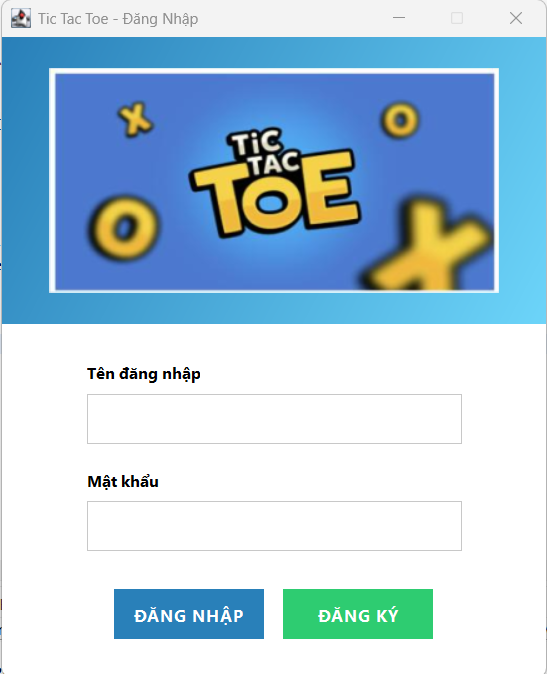 Tic Tac Toe - Đăng Nhập
X
O
TiC
TAC
TOE
O
X
Tên đăng nhập
Mật khẩu
ĐĂNG NHẬP
ĐĂNG KÝ